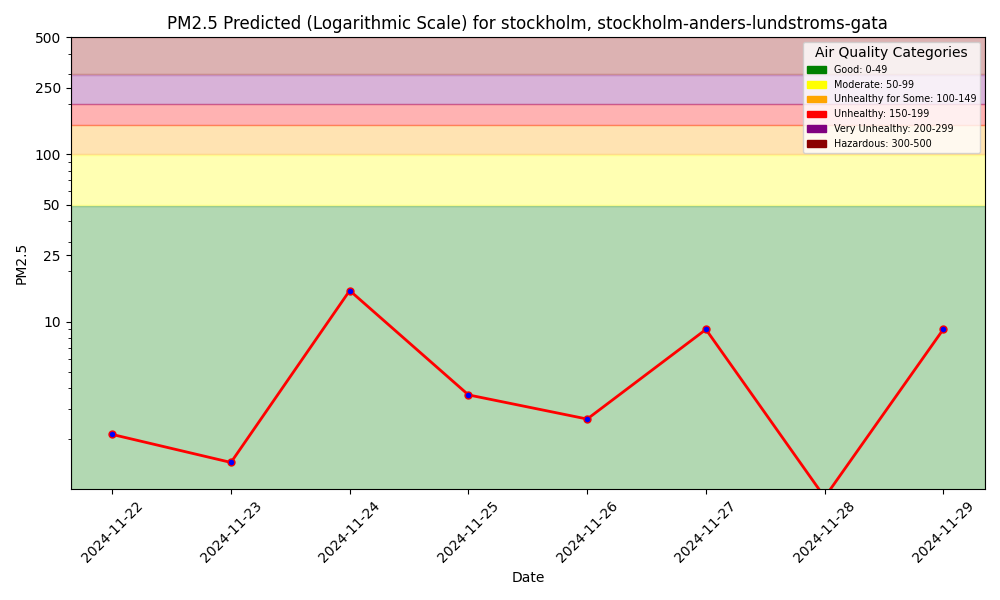 PM2.5 Predicted (Logarithmic Scale) for stockholm, stockholm-anders-lundstroms-gata
500
250
100
50
25
10
PM2.5
Air Quality Categories
Good: 0-49
Moderate: 50-99
Unhealthy for Some: 100-149
Unhealthy: 150-199
Very Unhealthy: 200-299
Hazardous: 300-500
2024-11-22
2024-11-23
2024-11-24
2024-11-25
2024-11-26
2024-11-27
2024-11-28
2024-11-29
Date